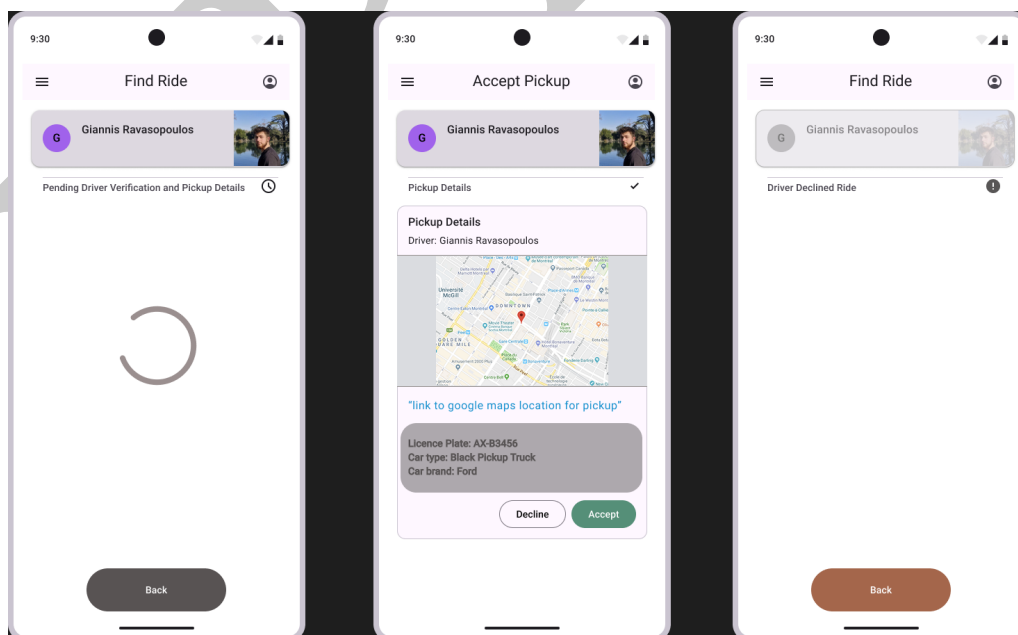 9:30
Find Ride
G
Giannis Ravasopoulos
Pending Driver Verification and Pickup Details
Back
9:30
Accept Pickup
G
Giannis Ravasopoulos
Pickup Details
Pickup Details
Driver: Giannis Ravasopoulos
Université
McGill
DOWNTOWN
GOLDEN
"link to google maps location for pickup"
Licence Plate: AX-B3456
Car type: Black Pickup Truck
Car brand: Ford
Decline
Accept
9:30
Find Ride
G
Giannis Ravasopoulos
Driver Declined Ride
Back